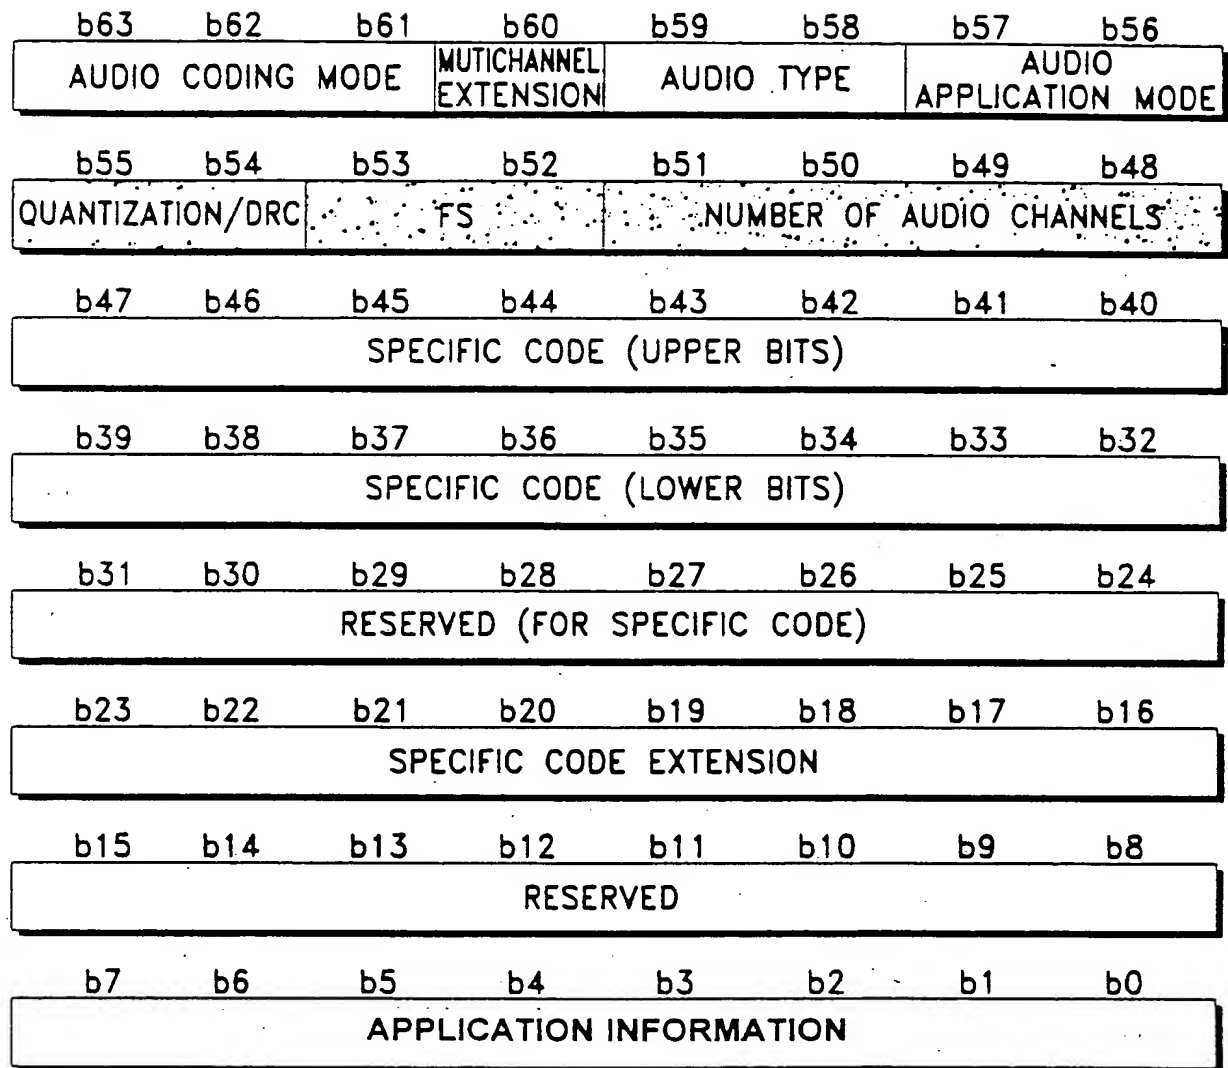 b63 b62 b61 b60 b59 b58 b57 b56
AUDIO CODING MODE
MUTICHANNEL
EXTENSION
AUDIO TYPE
AUDIO
APPLICATION MODE
b55 b54 b53 b52 b51 b50 b49 b48
QUANTIZATION/DRC FS NUMBER OF AUDIO CHANNELS
b47 b46 b45 b44 b43 b42 b41 b40
SPECIFIC CODE (UPPER BITS)
b39 b38 b37 b36 b35 b34 b33 b32
SPECIFIC CODE (LOWER BITS)
b31 b30 b29 b28 b27 b26 b25 b24
RESERVED (FOR SPECIFIC CODE)
b23 b22 b21 b20 b19 b18 b17 b16
SPECIFIC CODE EXTENSION
b15 b14 b13 b12 b11 b10 b9 b8
RESERVED
b7 b6 b5 b4 b3 b2 b1 b0
APPLICATION INFORMATION